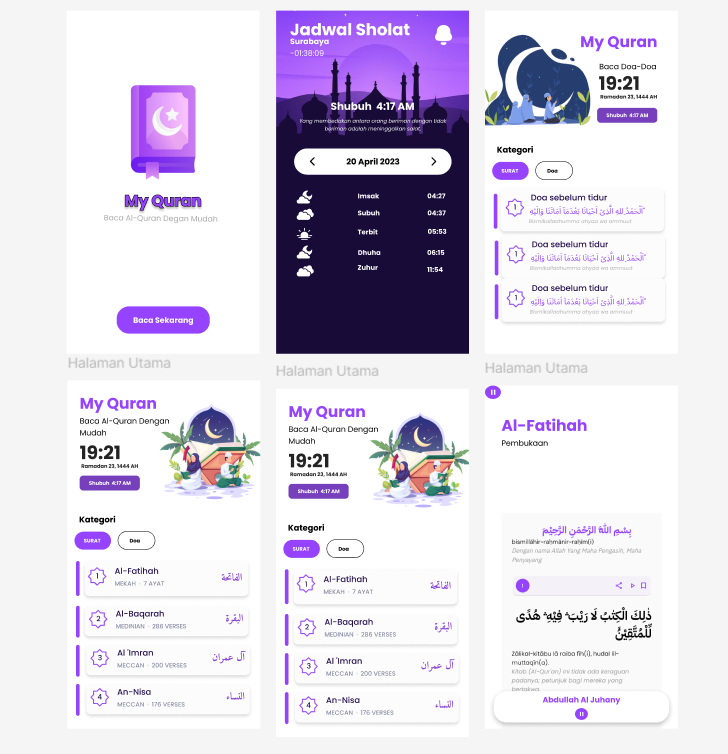 My Quran
Baca Al-Quran Degan Mudah
Baca Sekarang
Jadwal Sholat
Surabaya
-01:38:09
Shubuh 4:17 AM
Yang membedakan antara orang beriman dengan tidak
beriman adalah meninggalkan salat.
20 April 2023
Imsak 04:27
Subuh 04:37
Terbit 05:53
Dhuha 06:15
Zuhur 11:54
My Quran
Baca Doa-Doa
19:21
Ramadan 23, 1444 AH
Shubuh 4:17 AM
Kategori
SURAT
Doa
1
Doa sebelum tidur
اَلْحَمْدُ ِللهِ الَّذِىْ اَحْيَانَا بَعْدَمَآ اَمَاتَنَا وَاِلَيْهِ
Bismikallaahumma ahyaa wa ammuut
1
Doa sebelum tidur
اَلْحَمْدُ ِللهِ الَّذِىْ اَحْيَانَا بَعْدَمَآ اَمَاتَنَا وَاِلَيْهِ
Bismikallaahumma ahyaa wa ammuut
1
Doa sebelum tidur
اَلْحَمْدُ ِللهِ الَّذِىْ اَحْيَانَا بَعْدَمَآ اَمَاتَنَا وَاِلَيْهِ
Bismikallaahumma ahyaa wa ammuut
Halaman Utama
My Quran
Baca Al-Quran Dengan
Mudah
19:21
Ramadan 23, 1444 AH
Shubuh 4:17 AM
Kategori
SURAT
Doa
1
Al-Fatihah
MEKAH · 7 AYAT
الفاتحة
2
Al-Baqarah
MEDINIAN · 286 VERSES
البقرة
3
Al 'Imran
MECCAN · 200 VERSES
آل عمران
4
An-Nisa
MECCAN · 176 VERSES
النساء
Halaman Utama
My Quran
Baca Al-Quran Dengan
Mudah
19:21
Ramadan 23, 1444 AH
Shubuh 4:17 AM
Kategori
SURAT
Doa
1
Al-Fatihah
MEKAH · 7 AYAT
الفاتحة
2
Al-Baqarah
MEDINIAN · 286 VERSES
البقرة
3
Al 'Imran
MECCAN · 200 VERSES
آل عمران
4
An-Nisa
MECCAN · 176 VERSES
النساء
Halaman Utama
Al-Fatihah
Pembukaan
بِسْمِ اللّٰهِ الرَّحْمٰنِ الرَّحِيْمِ
bismillāhir-raḥmānir-raḥīm(i)
Dengan nama Allah Yang Maha Pengasih, Maha
Penyayang
1
ذٰلِكَ الْكِتٰبُ لَا رَيْبَ ۛ فِيْهِ ۛ هُدًى
لِّلْمُتَّقِيْنَۙ
Żālikal-kitābu lā raiba fīh(i), hudal lil-
muttaqīn(a).
Kitab (Al-Qur'an) ini tidak ada keraguan
padanya; petunjuk bagi mereka yang
bertakwa,
Abdullah Al Juhany